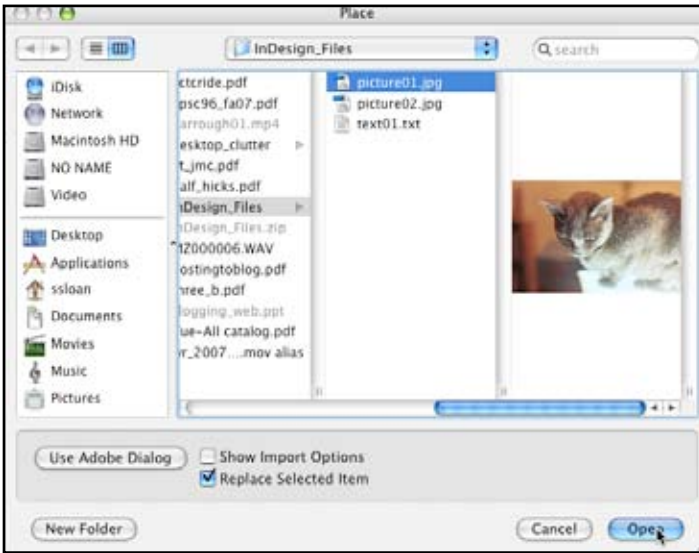 Place
InDesign_Files
search
iDisk
Network
Macintosh HD
NO NAME
Video
Desktop
Applications
ssloan
Documents
Movies
Music
Pictures
ctcride.pdf
psc96_fa07.pdf
arrough01.mp4
esktop_clutter
t_jmc.pdf
alf_hicks.pdf
nDesign_Files
nDesign_Files.zip
MZ000006.WAV
ostingtoblog.pdf
hree_b.pdf
logging_web.ppt
ue-All catalog.pdf
yr_2007....mov alias
picture01.jpg
picture02.jpg
text01.txt
Use Adobe Dialog
Show Import Options
Replace Selected Item
New Folder
Cancel
Open